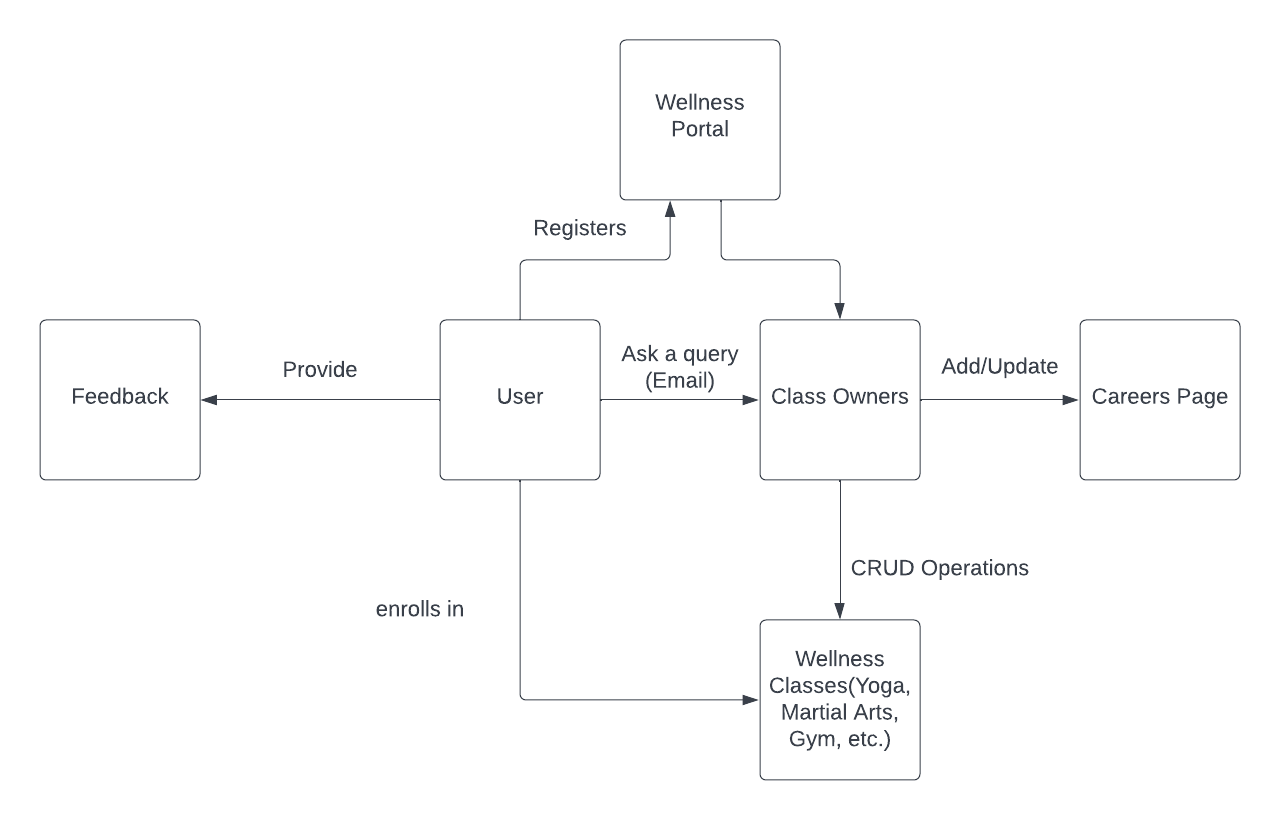 Wellness
Portal
Registers
Feedback
Provide
User
Ask a query
(Email)
Class Owners
Add/Update
Careers Page
CRUD Operations
enrolls in
Wellness
Classes(Yoga,
Martial Arts,
Gym, etc.)